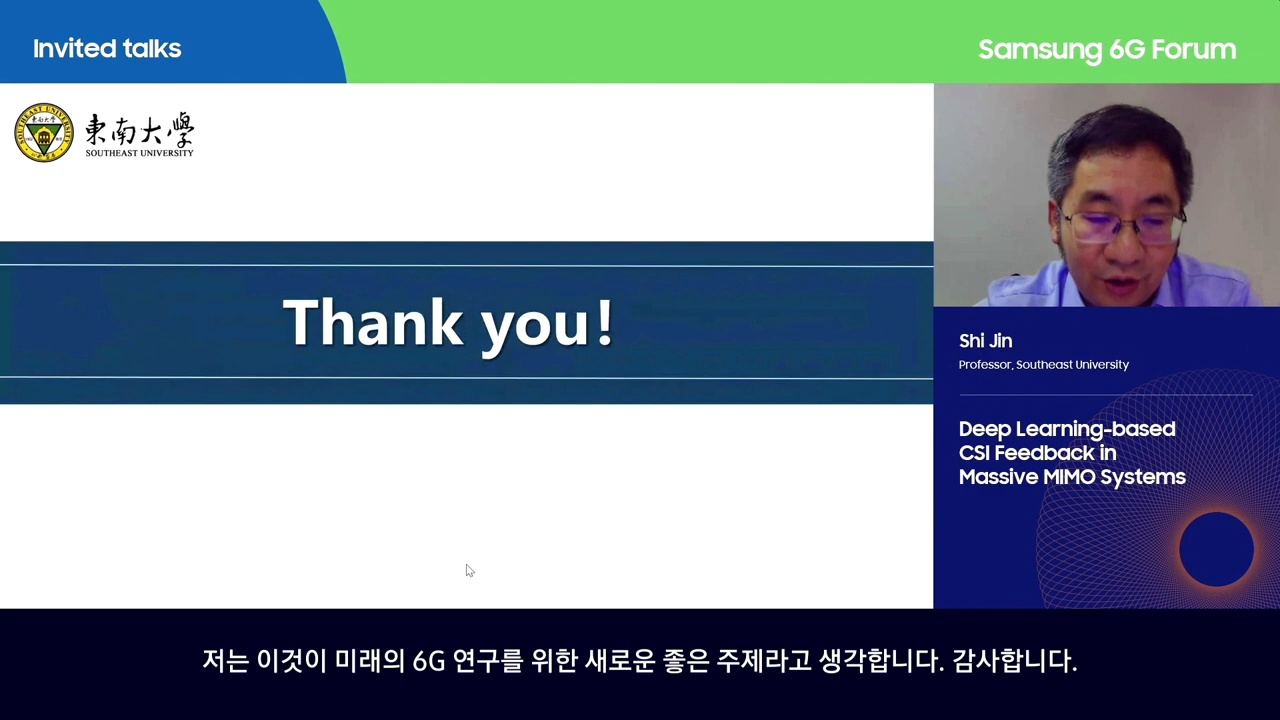 Invited talks
Samsung 6G Forum
東南大學
SOUTHEAST UNIVERSITY
SOUTHEAST UNIVERSITY
Thank you!
Shi Jin
Professor, Southeast University
Deep Learning-based
CSI Feedback in
Massive MIMO Systems
저는 이것이 미래의 6G 연구를 위한 새로운 좋은 주제라고 생각합니다. 감사합니다.